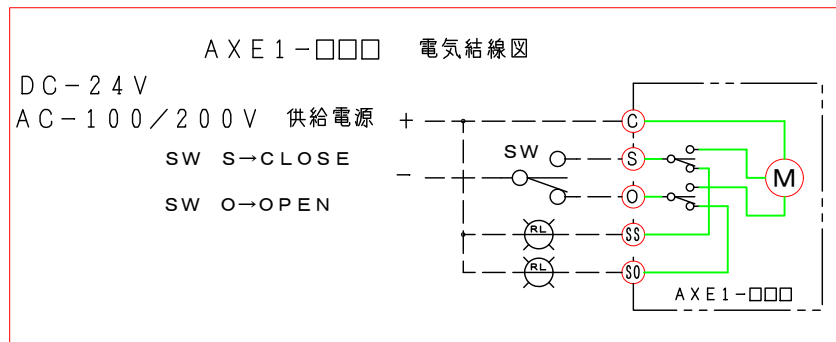 AXE1-□□□ 電気結線図
DC-24V
AC-100/200V 供給電源 +
-
SW S→CLOSE
SW O→OPEN
SW
C
S
O
M
RL
SS
RL
SO
AXE1-□□□